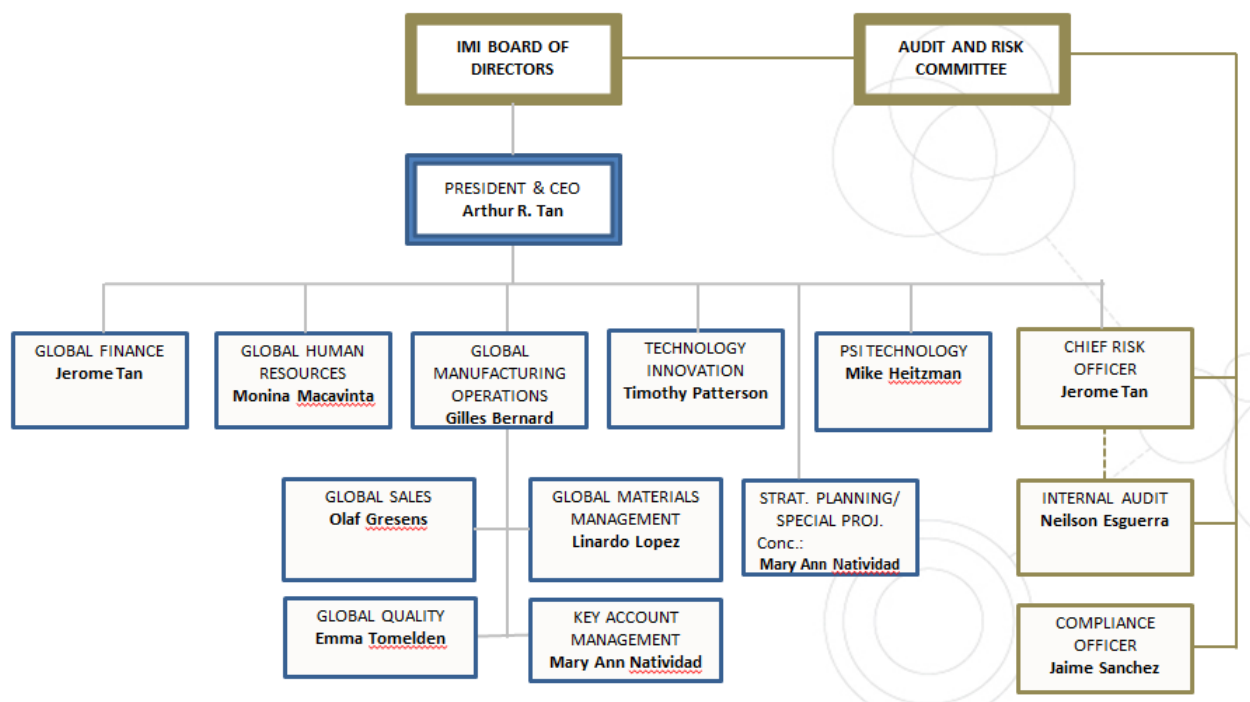 IMI BOARD OF
DIRECTORS
AUDIT AND RISK
COMMITTEE
PRESIDENT & CEO
Arthur R. Tan
GLOBAL FINANCE
Jerome Tan
GLOBAL HUMAN
RESOURCES
Monina Macavinta
GLOBAL
MANUFACTURING
OPERATIONS
Gilles Bernard
TECHNOLOGY
INNOVATION
Timothy Patterson
PSI TECHNOLOGY
Mike Heitzman
CHIEF RISK
OFFICER
Jerome Tan
GLOBAL SALES
Olaf Gresens
GLOBAL MATERIALS
MANAGEMENT
Linardo Lopez
STRAT. PLANNING/
SPECIAL PROJ.
Conc.:
Mary Ann Natividad
INTERNAL AUDIT
Neilson Esguerra
GLOBAL QUALITY
Emma Tomelden
KEY ACCOUNT
MANAGEMENT
Mary Ann Natividad
COMPLIANCE
OFFICER
Jaime Sanchez